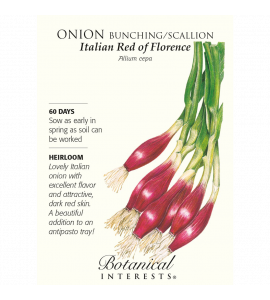 ONION BUNCHING/SCALLION
Italian Red of Florence
Allium cepa
60 DAYS
Sow as early in
spring as soil can
be worked
HEIRLOOM
Lovely Italian
onion with
excellent flavor
and attractive,
dark red skin.
A beautiful
addition to an
antipasto tray!
Botanical
INTERESTS®